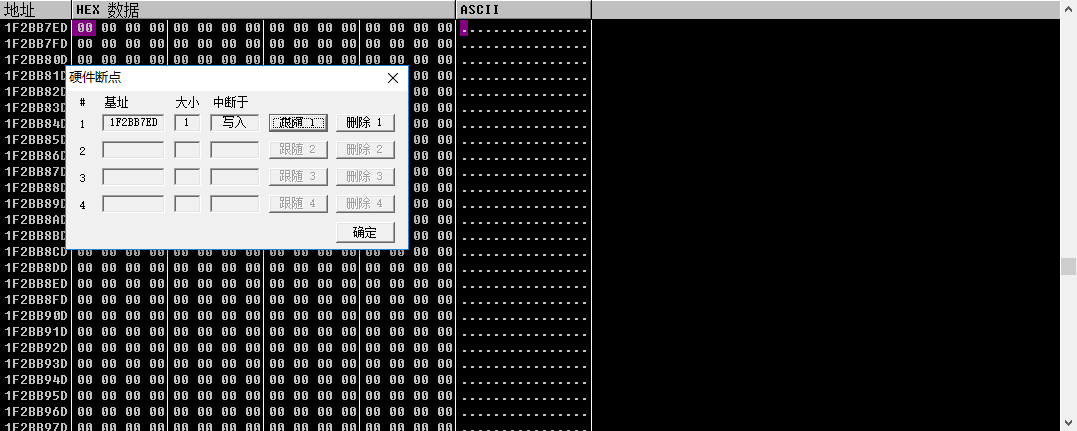 地址 HEX 数据 ASCII
1F2BB7ED 00 00 00 00 00 00 00 00 00 00 00 00 00 00 00 00 ................
1F2BB7FD 00 00 00 00 00 00 00 00 00 00 00 00 00 00 00 00 ................
1F2BB80D 00 00 00 00 00 00 00 00 00 00 00 00 00 00 00 00 ................
1F2BB81D 00 00 ................
硬件断点
1F2BB82D 00 00 ................
# 基址 大小 中断于
1F2BB83D 00 00 ................
1 1F2BB7ED 1 写入 跟随 1 删除 1
1F2BB84D 00 00 ................
1F2BB85D 00 00 ................
2 跟随 2 删除 2
1F2BB86D 00 00 ................
3 跟随 3 删除 3
1F2BB87D 00 00 ................
1F2BB88D 00 00 ................
1F2BB89D 00 00 ................
4 跟随 4 删除 4
1F2BB8AD 00 00 ................
1F2BB8BD 00 00 ................
确定
1F2BB8CD 00 00 00 00 00 00 00 00 00 00 00 00 00 00 00 00 ................
1F2BB8DD 00 00 00 00 00 00 00 00 00 00 00 00 00 00 00 00 ................
1F2BB8ED 00 00 00 00 00 00 00 00 00 00 00 00 00 00 00 00 ................
1F2BB8FD 00 00 00 00 00 00 00 00 00 00 00 00 00 00 00 00 ................
1F2BB90D 00 00 00 00 00 00 00 00 00 00 00 00 00 00 00 00 ................
1F2BB91D 00 00 00 00 00 00 00 00 00 00 00 00 00 00 00 00 ................
1F2BB92D 00 00 00 00 00 00 00 00 00 00 00 00 00 00 00 00 ................
1F2BB93D 00 00 00 00 00 00 00 00 00 00 00 00 00 00 00 00 ................
1F2BB94D 00 00 00 00 00 00 00 00 00 00 00 00 00 00 00 00 ................
1F2BB95D 00 00 00 00 00 00 00 00 00 00 00 00 00 00 00 00 ................
1F2BB96D 00 00 00 00 00 00 00 00 00 00 00 00 00 00 00 00 ................
1F2BB97D 00 00 00 00 00 00 00 00 00 00 00 00 00 00 00 00 ................